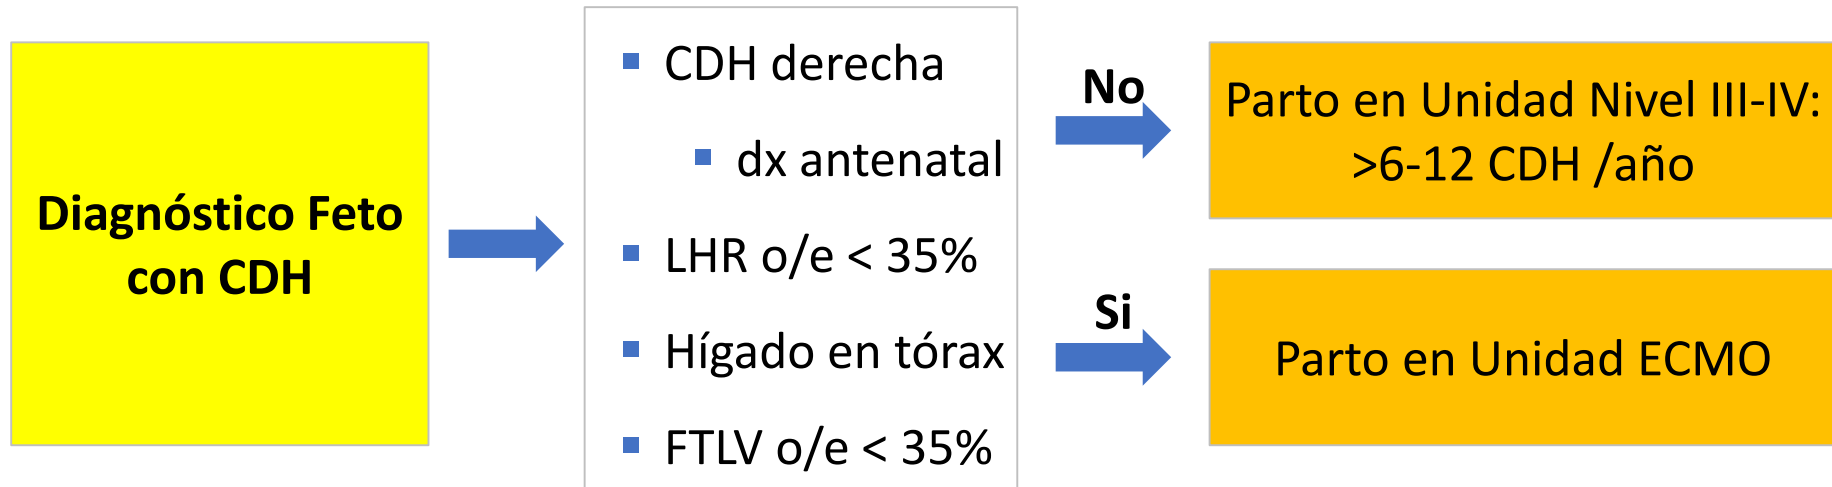 Diagnóstico Feto
con CDH
CDH derecha
dx antenatal
LHR o/e < 35%
Hígado en tórax
FTLV o/e < 35%
No
Parto en Unidad Nivel III-IV:
>6-12 CDH /año
Si
Parto en Unidad ECMO